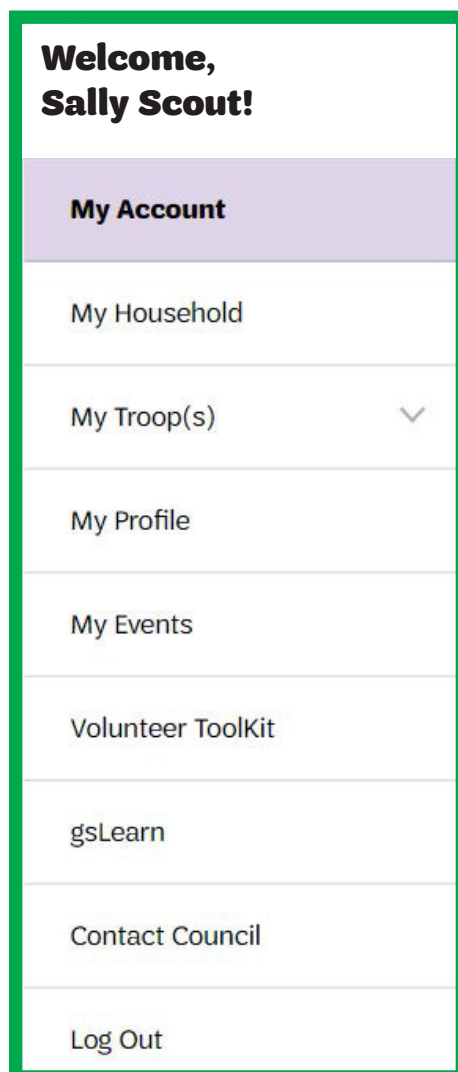 Welcome,
Sally Scout!
My Account
My Household
My Troop(s)
My Profile
My Events
Volunteer ToolKit
gsLearn
Contact Council
Log Out